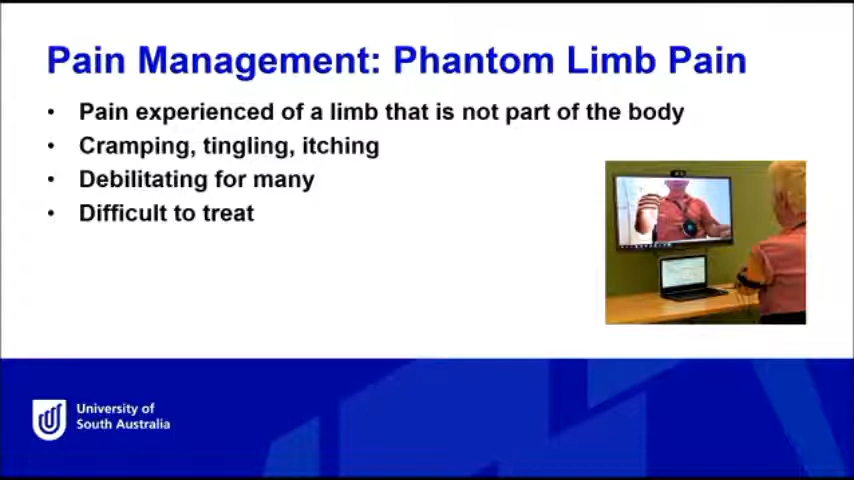 Pain Management: Phantom Limb Pain
• Pain experienced of a limb that is not part of the body
• Cramping, tingling, itching
• Debilitating for many
• Difficult to treat
University of
South Australia